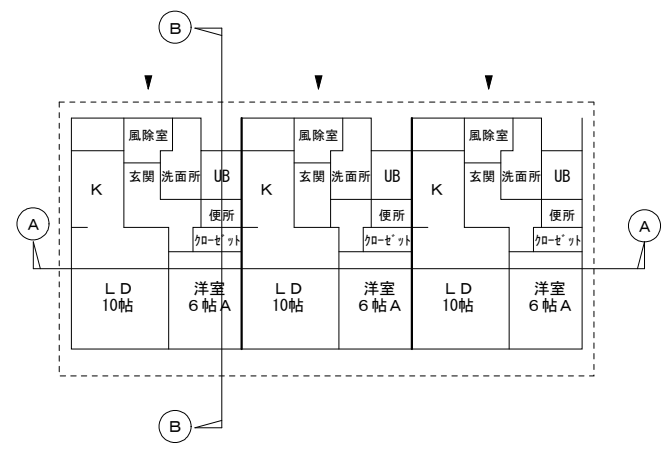 B
風除室
風除室
風除室
K
玄関
洗面所
UB
K
玄関
洗面所
UB
K
玄関
洗面所
UB
便所
便所
便所
A
A
ｸﾛｰｾﾞｯﾄ
ｸﾛｰｾﾞｯﾄ
ｸﾛｰｾﾞｯﾄ
ＬＤ
10帖
洋室
６帖A
ＬＤ
10帖
洋室
６帖A
ＬＤ
10帖
洋室
６帖A
B